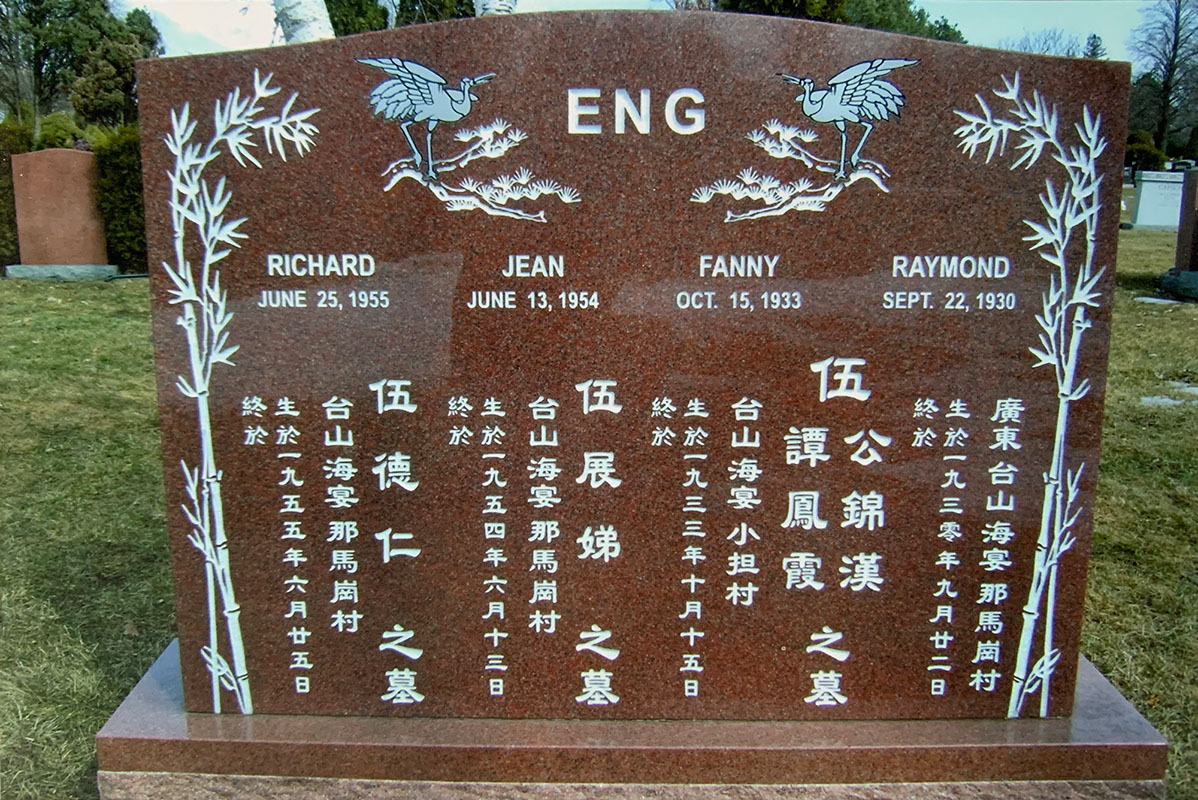 ENG
RICHARD
JUNE 25, 1955
JEAN
JUNE 13, 1954
FANNY
OCT. 15, 1933
RAYMOND
SEPT. 22, 1930
廣東台山海宴那馬崗村
生於一九三零年九月廿二日
終於
伍公錦漢
譚鳳霞
之墓
台山海宴小担村
生於一九三三年十月十五日
終於
伍展娣之墓
台山海宴那馬崗村
生於一九五四年六月十三日
終於
伍德仁之墓
台山海宴那馬崗村
生於一九五五年六月廿五日
終於